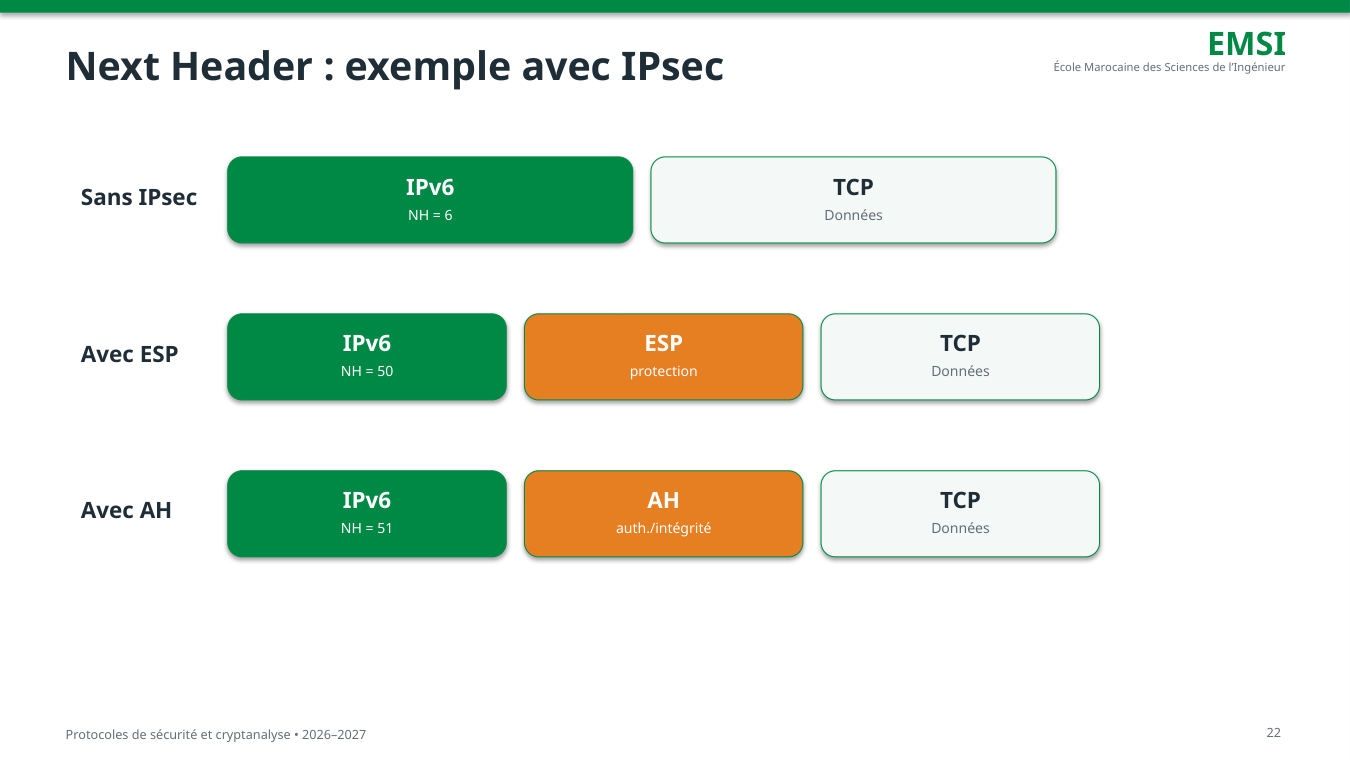 EMSI
École Marocaine des Sciences de l'Ingénieur
Next Header : exemple avec IPsec
Sans IPsec
IPv6
NH = 6
TCP
Données
Avec ESP
IPv6
NH = 50
ESP
protection
TCP
Données
Avec AH
IPv6
NH = 51
AH
auth./intégrité
TCP
Données
Protocoles de sécurité et cryptanalyse • 2026–2027
22